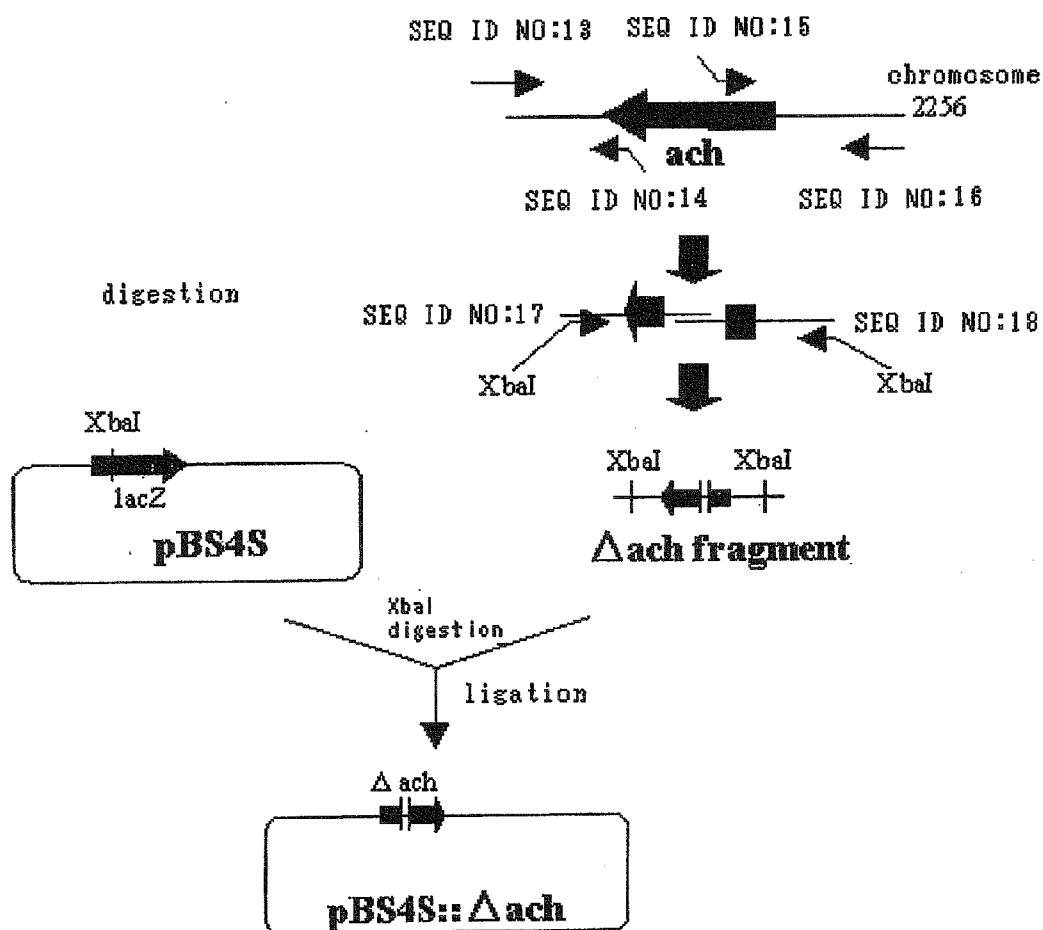 SEQ ID NO:13
SEQ ID NO:15
chromosome
2256
ach
SEQ ID NO:14
SEQ ID NO:16
digestion
SEQ ID NO:17
SEQ ID NO:18
XbaI
XbaI
XbaI
lacZ
pBS4S
XbaI
XbaI
Δach fragment
XbaI
digestion
ligation
Δ ach
pBS4S::Δach